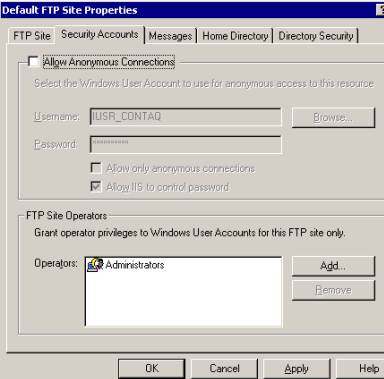 Default FTP Site Properties
FTP Site Security Accounts Messages Home Directory Directory Security
Allow Anonymous Connections
Select the Windows User Account to use for anonymous access to this resource
Username: IUSR_CONTAQ Browse...
Password: **********
Allow only anonymous connections
Allow IIS to control password
FTP Site Operators
Grant operator privileges to Windows User Accounts for this FTP site only.
Operators: Administrators Add...
Remove
OK Cancel Apply Help